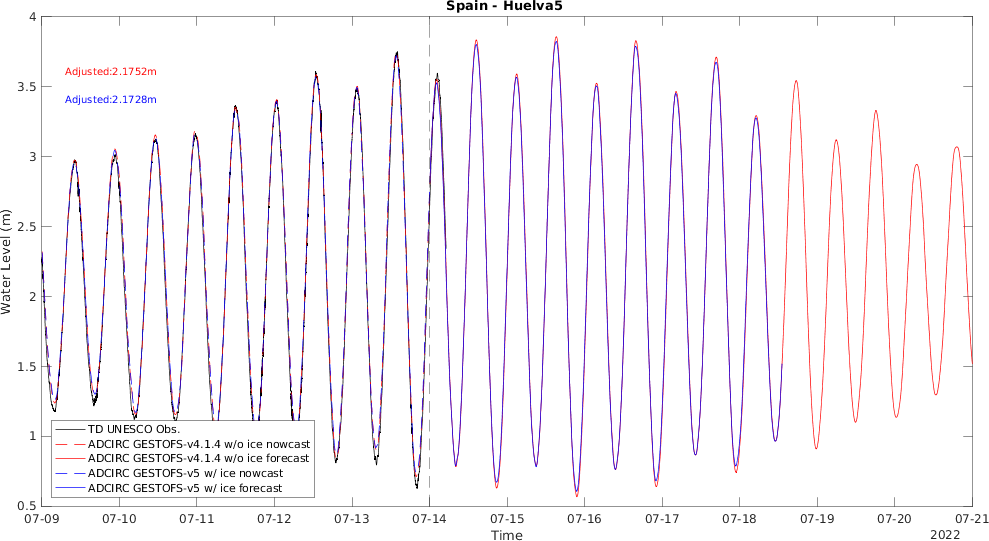 Spain - Huelva5
4
3.5
3
2.5
2
1.5
1
0.5
Water Level (m)
Adjusted:2.1752m
Adjusted:2.1728m
TD UNESCO Obs.
ADCIRC GESTOFS-v4.1.4 w/o ice nowcast
ADCIRC GESTOFS-v4.1.4 w/o ice forecast
ADCIRC GESTOFS-v5 w/ ice nowcast
ADCIRC GESTOFS-v5 w/ ice forecast
07-09 07-10 07-11 07-12 07-13 07-14 07-15 07-16 07-17 07-18 07-19 07-20 07-21
Time
2022